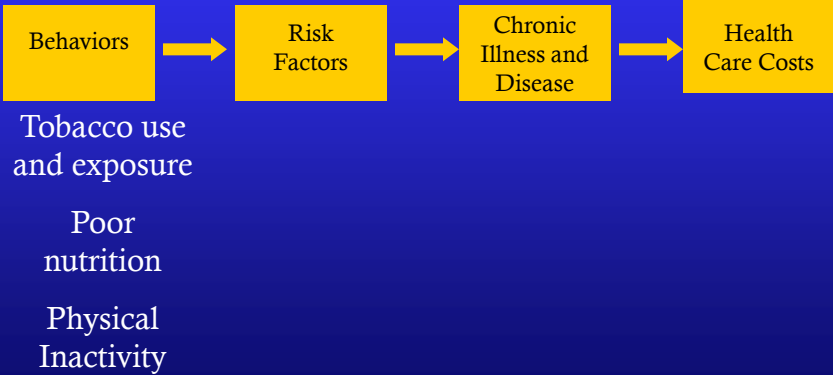 Behaviors
Risk
Factors
Chronic
Illness and
Disease
Health
Care Costs
Tobacco use
and exposure
Poor
nutrition
Physical
Inactivity